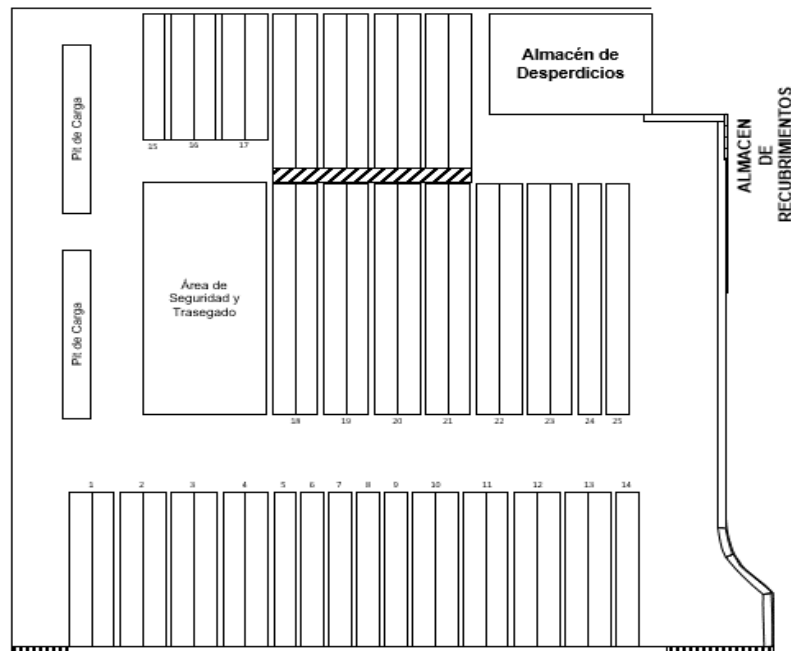 Almacén de
Desperdicios
ALMACEN
DE
RECUBRIMIENTOS
Pit de Carga
15
16
17
Área de
Seguridad y
Trasegado
Pit de Carga
18
19
20
21
22
23
24
25
1
2
3
4
5
6
7
8
9
10
11
12
13
14